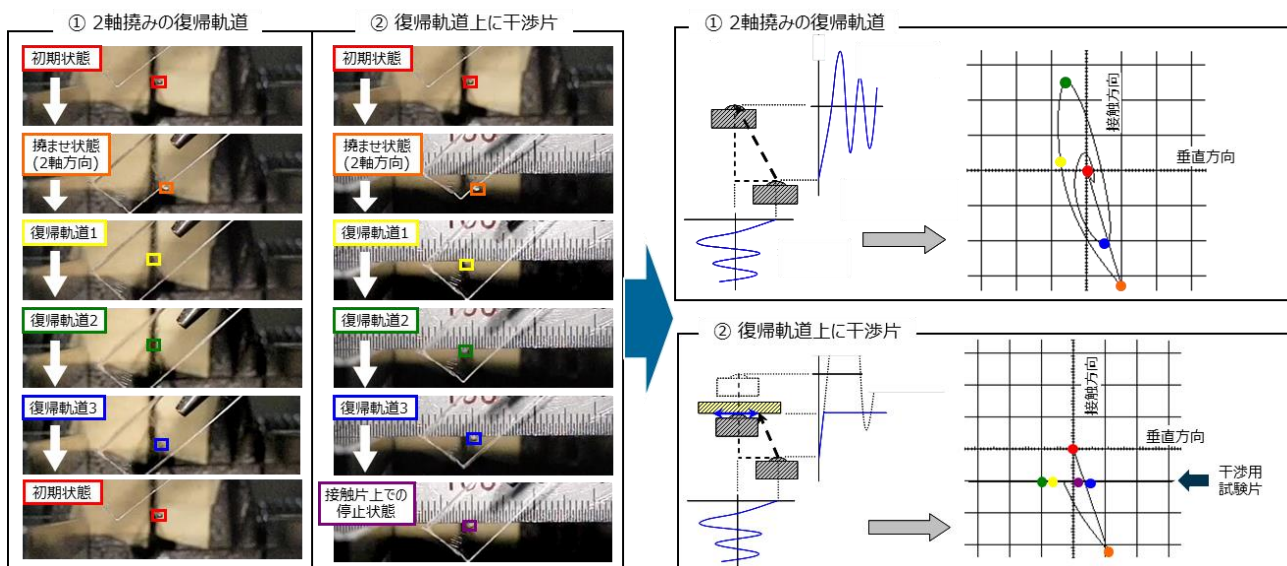 ① 2軸撓みの復帰軌道
初期状態
撓ませ状態
(2軸方向)
復帰軌道1
復帰軌道2
復帰軌道3
初期状態
② 復帰軌道上に干渉片
初期状態
撓ませ状態
(2軸方向)
復帰軌道1
復帰軌道2
復帰軌道3
接触片上での
停止状態
① 2軸撓みの復帰軌道
接触方向
垂直方向
② 復帰軌道上に干渉片
接触方向
垂直方向
干渉用
試験片